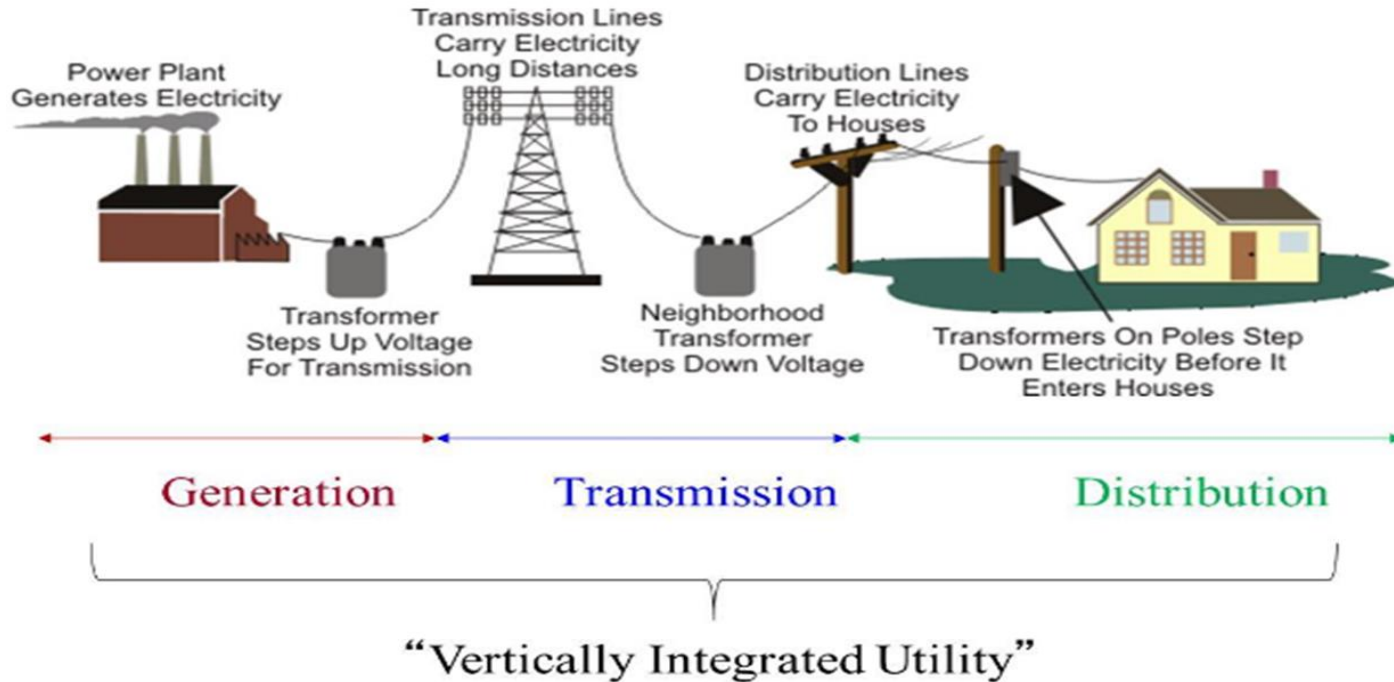 Power Plant
Generates Electricity
Transmission Lines
Carry Electricity
Long Distances
Distribution Lines
Carry Electricity
To Houses
Transformer
Steps Up Voltage
For Transmission
Neighborhood
Transformer
Steps Down Voltage
Transformers On Poles Step
Down Electricity Before It
Enters Houses
Generation
Transmission
Distribution
“Vertically Integrated Utility”